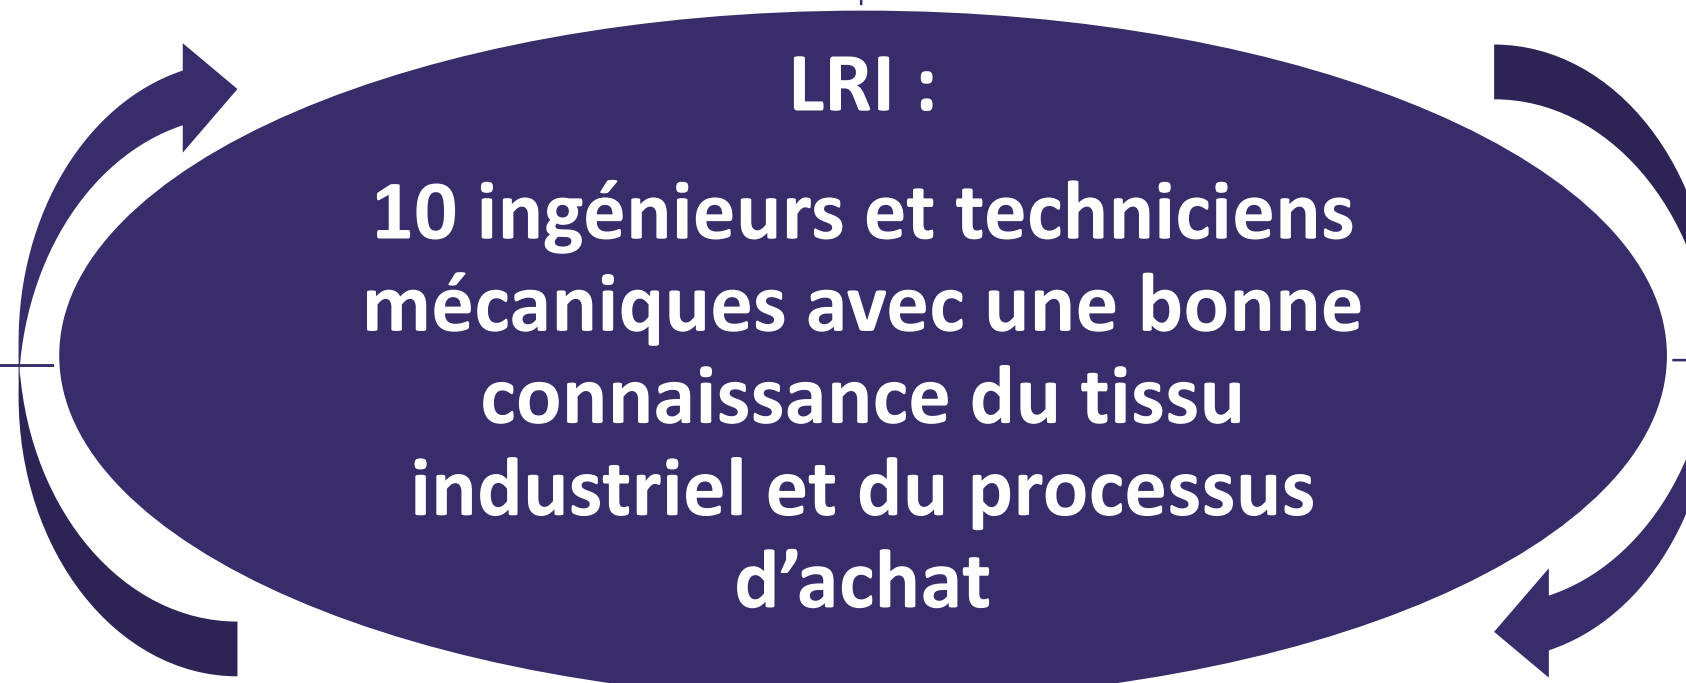 LRI :
10 ingénieurs et techniciens
mécaniques avec une bonne
connaissance du tissu
industriel et du processus
d’achat